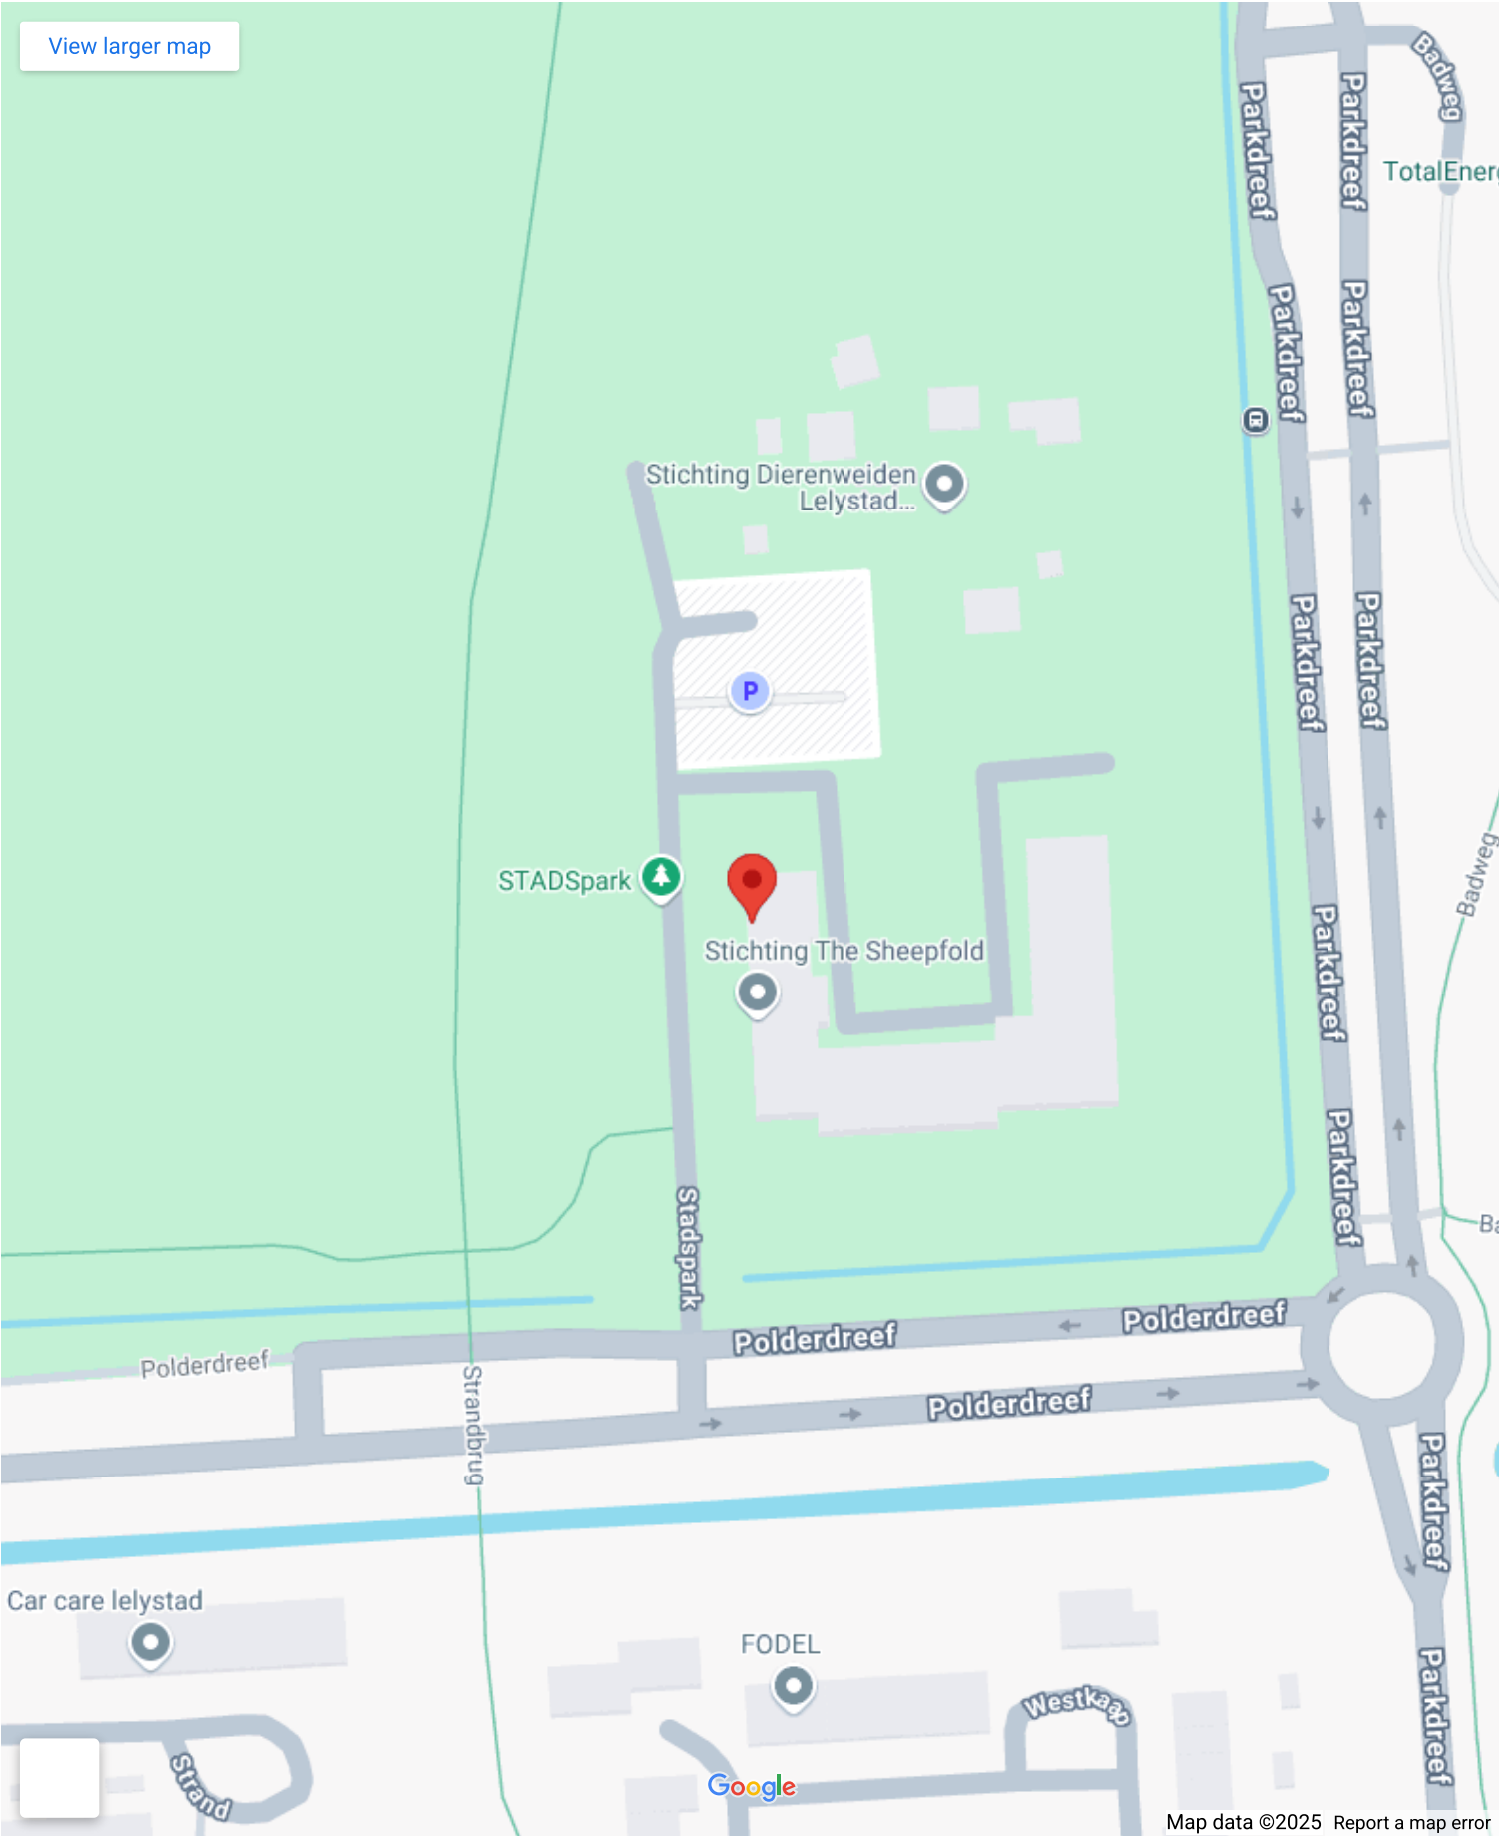 View larger map
Badweg
Parkdreef
Parkdreef
TotalEner
Parkdreef
Parkdreef
Stichting Dierenweiden
Lelystad...
Parkdreef
Parkdreef
P
Badweg
STADSpark
Stichting The Sheepfold
Parkdreef
Parkdreef
Ba
Stadspark
Polderdreef
Polderdreef
Polderdreef
Polderdreef
Strandbrug
Parkdreef
Car care lelystad
FODEL
Westkaap
Parkdreef
Strand
Google
Map data ©2025 Report a map error